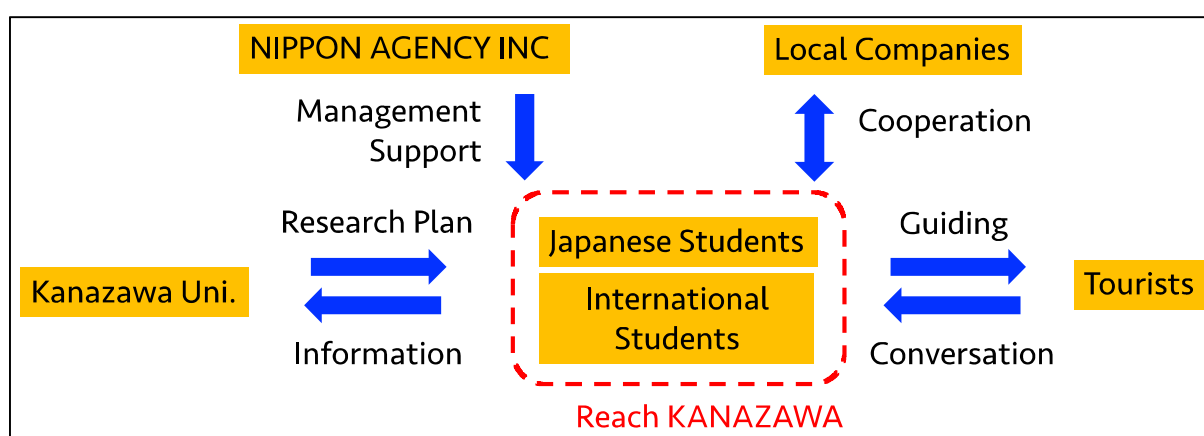 NIPPON AGENCY INC
Local Companies
Management
Support
Cooperation
Research Plan
Japanese Students
Guiding
Kanazawa Uni.
International
Students
Tourists
Information
Conversation
Reach KANAZAWA